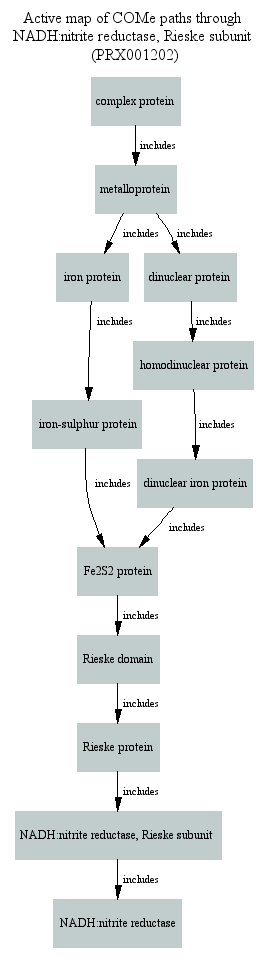 Active map of COMe paths through
NADH:nitrite reductase, Rieske subunit
(PRX001202)
complex protein
includes
metalloprotein
includes
includes
iron protein
dinuclear protein
includes
includes
homodinuclear protein
iron-sulphur protein
includes
includes
dinuclear iron protein
includes
Fe2S2 protein
includes
Rieske domain
includes
Rieske protein
includes
NADH:nitrite reductase, Rieske subunit
includes
NADH:nitrite reductase